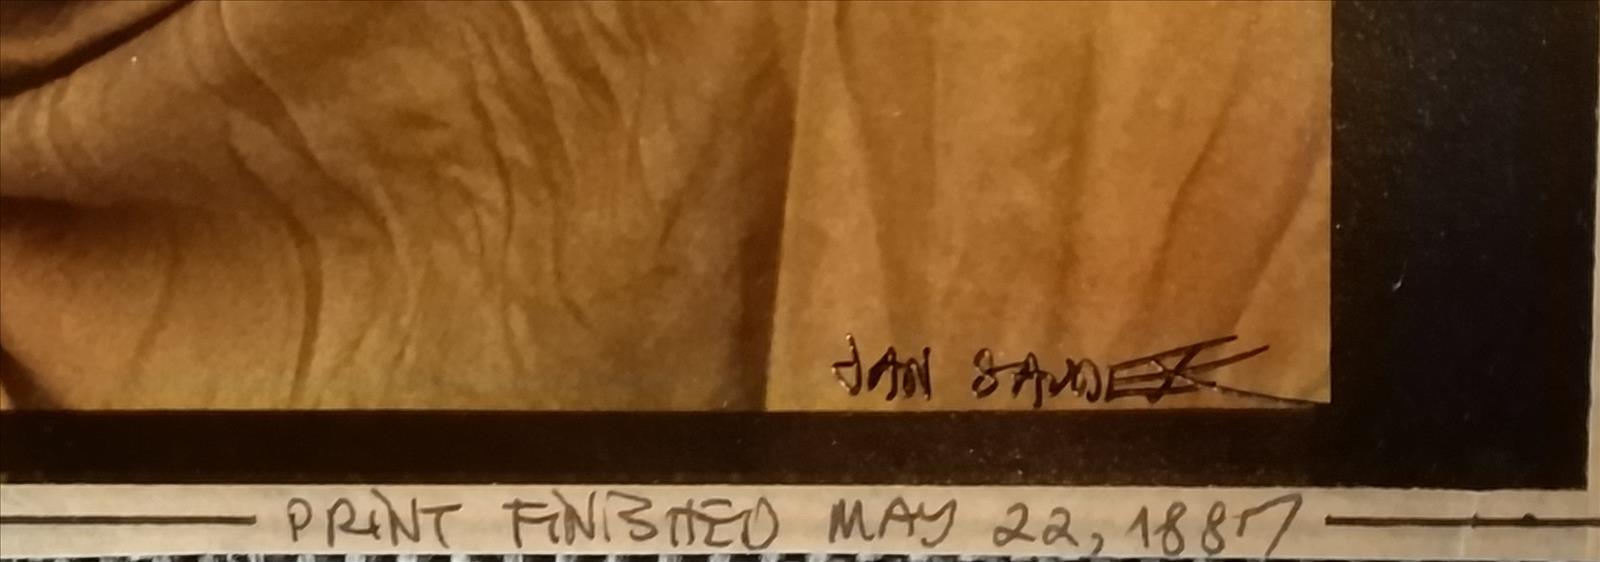 JAN SAUDEK
PRINT FINISHED MAY 22, 1887